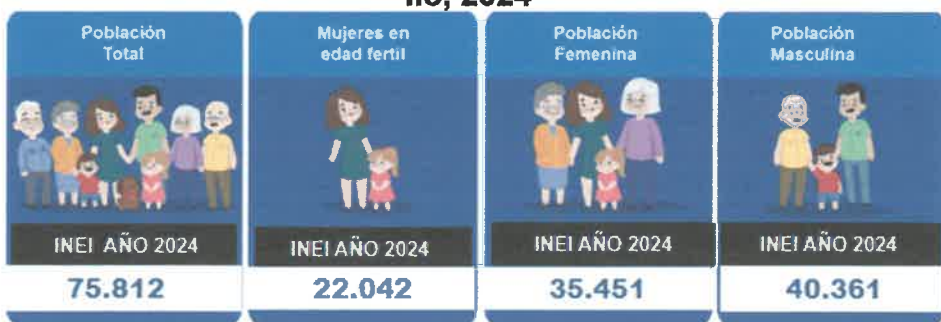 2024
Población
Total
Mujeres en
edad fertil
Población
Femenina
Población
Masculina
INEI AÑO 2024
INEI AÑO 2024
INEI AÑO 2024
INEI AÑO 2024
75.812
22.042
35.451
40.361